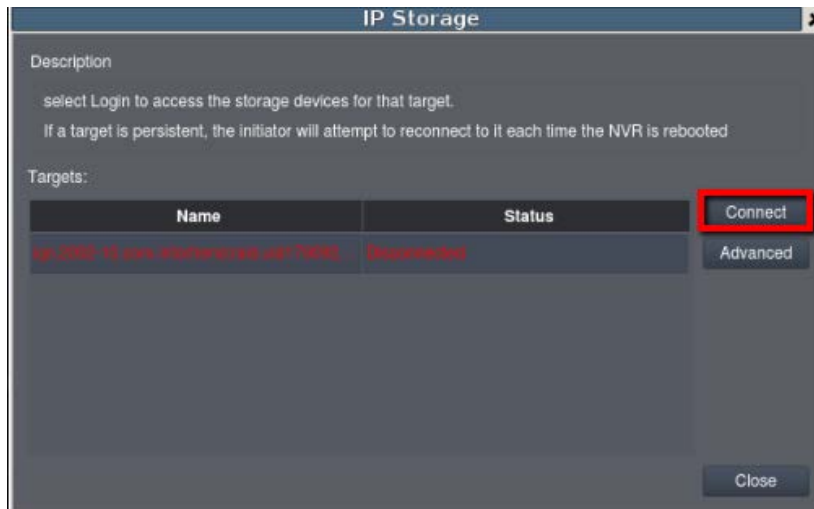 IP Storage
Description
select Login to access the storage devices for that target.
If a target is persistent, the initiator will attempt to reconnect to it each time the NVR is rebooted
Targets:
Name Status Connect
Disconnected Advanced
Close